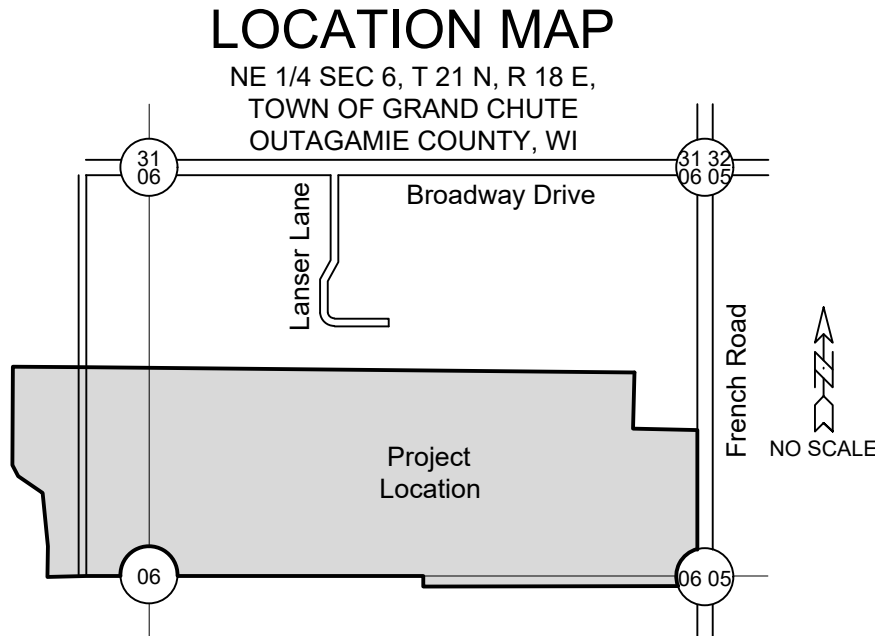 LOCATION MAP
NE 1/4 SEC 6, T 21 N, R 18 E,
TOWN OF GRAND CHUTE
OUTAGAMIE COUNTY, WI
31
06
31 32
06 05
Broadway Drive
Lanser Lane
French Road
N
NO SCALE
Project
Location
06
06 05